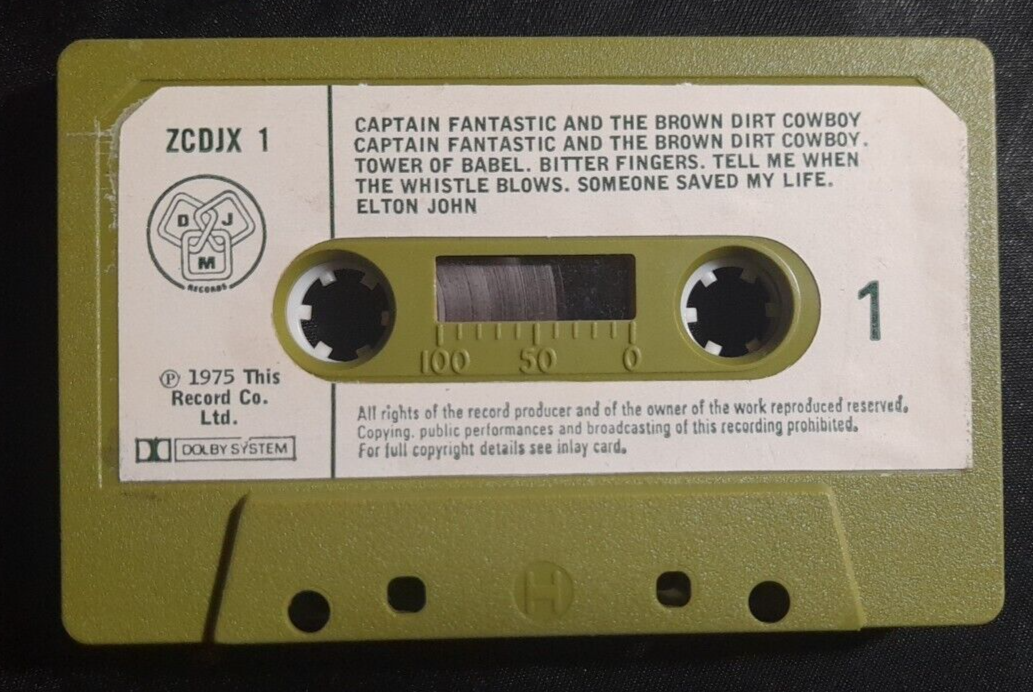 ZCDJX 1
D J
M
RECORDS
℗ 1975 This
Record Co.
Ltd.
DOLBY SYSTEM
CAPTAIN FANTASTIC AND THE BROWN DIRT COWBOY
CAPTAIN FANTASTIC AND THE BROWN DIRT COWBOY.
TOWER OF BABEL. BITTER FINGERS. TELL ME WHEN
THE WHISTLE BLOWS. SOMEONE SAVED MY LIFE.
ELTON JOHN
1
100 50 0
All rights of the record producer and of the owner of the work reproduced reserved.
Copying. public performances and broadcasting of this recording prohibited.
For full copyright details see inlay card.
H